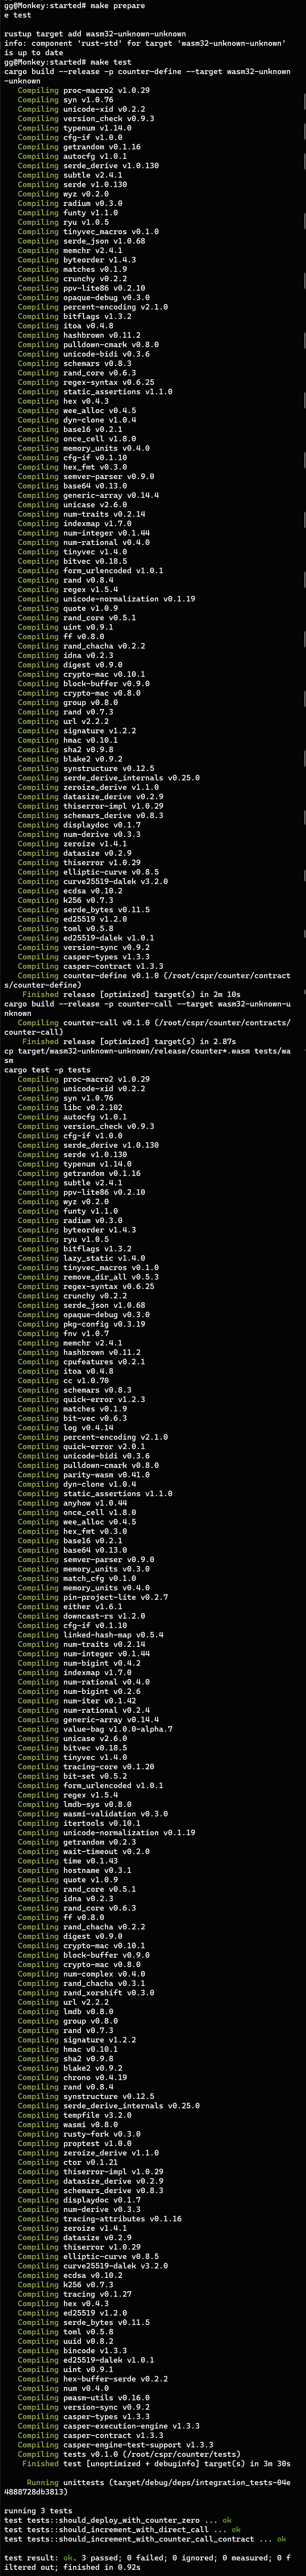 gg@Monkey:started# make prepare
e test

rustup target add wasm32-unknown-unknown
info: component 'rust-std' for target 'wasm32-unknown-unknown'
is up to date
gg@Monkey:started# make test
cargo build --release -p counter-define --target wasm32-unknown
-unknown
Compiling proc-macro2 v1.0.29
Compiling syn v1.0.76
Compiling unicode-xid v0.2.2
Compiling version_check v0.9.3
Compiling typenum v1.14.0
Compiling cfg-if v1.0.0
Compiling getrandom v0.1.16
Compiling autocfg v1.0.1
Compiling serde_derive v1.0.130
Compiling subtle v2.4.1
Compiling serde v1.0.130
Compiling wyz v0.2.0
Compiling radium v0.3.0
Compiling funty v1.1.0
Compiling ryu v1.0.5
Compiling tinyvec_macros v0.1.0
Compiling serde_json v1.0.68
Compiling memchr v2.4.1
Compiling byteorder v1.4.3
Compiling matches v0.1.9
Compiling crunchy v0.2.2
Compiling ppv-lite86 v0.2.10
Compiling opaque-debug v0.3.0
Compiling percent-encoding v2.1.0
Compiling bitflags v1.3.2
Compiling itoa v0.4.8
Compiling hashbrown v0.11.2
Compiling pulldown-cmark v0.8.0
Compiling unicode-bidi v0.3.6
Compiling schemars v0.8.3
Compiling rand_core v0.6.3
Compiling regex-syntax v0.6.25
Compiling static_assertions v1.1.0
Compiling hex v0.4.3
Compiling wee_alloc v0.4.5
Compiling dyn-clone v1.0.4
Compiling base16 v0.2.1
Compiling once_cell v1.8.0
Compiling memory_units v0.4.0
Compiling cfg-if v0.1.10
Compiling hex_fmt v0.3.0
Compiling semver-parser v0.9.0
Compiling base64 v0.13.0
Compiling generic-array v0.14.4
Compiling unicase v2.6.0
Compiling num-traits v0.2.14
Compiling indexmap v1.7.0
Compiling num-integer v0.1.44
Compiling num-rational v0.4.0
Compiling tinyvec v1.4.0
Compiling bitvec v0.18.5
Compiling form_urlencoded v1.0.1
Compiling rand v0.8.4
Compiling regex v1.5.4
Compiling unicode-normalization v0.1.19
Compiling quote v1.0.9
Compiling rand_core v0.5.1
Compiling uint v0.9.1
Compiling ff v0.8.0
Compiling rand_chacha v0.2.2
Compiling idna v0.2.3
Compiling digest v0.9.0
Compiling crypto-mac v0.10.1
Compiling block-buffer v0.9.0
Compiling crypto-mac v0.8.0
Compiling group v0.8.0
Compiling rand v0.7.3
Compiling url v2.2.2
Compiling signature v1.2.2
Compiling hmac v0.10.1
Compiling sha2 v0.9.8
Compiling blake2 v0.9.2
Compiling synstructure v0.12.5
Compiling serde_derive_internals v0.25.0
Compiling zeroize_derive v1.1.0
Compiling datasize_derive v0.2.9
Compiling thiserror-impl v1.0.29
Compiling schemars_derive v0.8.3
Compiling displaydoc v0.1.7
Compiling num-derive v0.3.3
Compiling zeroize v1.4.1
Compiling datasize v0.2.9
Compiling thiserror v1.0.29
Compiling elliptic-curve v0.8.5
Compiling curve25519-dalek v3.2.0
Compiling ecdsa v0.10.2
Compiling k256 v0.7.3
Compiling serde_bytes v0.11.5
Compiling ed25519 v1.2.0
Compiling toml v0.5.8
Compiling ed25519-dalek v1.0.1
Compiling version-sync v0.9.2
Compiling casper-types v1.3.3
Compiling casper-contract v1.3.3
Compiling counter-define v0.1.0 (/root/cspr/counter/contract
s/counter-define)
Finished release [optimized] target(s) in 2m 10s
cargo build --release -p counter-call --target wasm32-unknown-u
nknown
Compiling counter-call v0.1.0 (/root/cspr/counter/contracts/
counter-call)
Finished release [optimized] target(s) in 2.87s
cp target/wasm32-unknown-unknown/release/counter*.wasm tests/wa
sm
cargo test -p tests
Compiling proc-macro2 v1.0.29
Compiling unicode-xid v0.2.2
Compiling syn v1.0.76
Compiling libc v0.2.102
Compiling autocfg v1.0.1
Compiling version_check v0.9.3
Compiling cfg-if v1.0.0
Compiling serde_derive v1.0.130
Compiling serde v1.0.130
Compiling typenum v1.14.0
Compiling getrandom v0.1.16
Compiling subtle v2.4.1
Compiling ppv-lite86 v0.2.10
Compiling wyz v0.2.0
Compiling funty v1.1.0
Compiling radium v0.3.0
Compiling byteorder v1.4.3
Compiling ryu v1.0.5
Compiling bitflags v1.3.2
Compiling lazy_static v1.4.0
Compiling tinyvec_macros v0.1.0
Compiling remove_dir_all v0.5.3
Compiling regex-syntax v0.6.25
Compiling crunchy v0.2.2
Compiling serde_json v1.0.68
Compiling opaque-debug v0.3.0
Compiling pkg-config v0.3.19
Compiling fnv v1.0.7
Compiling memchr v2.4.1
Compiling hashbrown v0.11.2
Compiling cpufeatures v0.2.1
Compiling itoa v0.4.8
Compiling cc v1.0.70
Compiling schemars v0.8.3
Compiling quick-error v1.2.3
Compiling matches v0.1.9
Compiling bit-vec v0.6.3
Compiling log v0.4.14
Compiling percent-encoding v2.1.0
Compiling quick-error v2.0.1
Compiling unicode-bidi v0.3.6
Compiling pulldown-cmark v0.8.0
Compiling parity-wasm v0.41.0
Compiling dyn-clone v1.0.4
Compiling static_assertions v1.1.0
Compiling anyhow v1.0.44
Compiling once_cell v1.8.0
Compiling wee_alloc v0.4.5
Compiling hex_fmt v0.3.0
Compiling base16 v0.2.1
Compiling base64 v0.13.0
Compiling semver-parser v0.9.0
Compiling memory_units v0.3.0
Compiling match_cfg v0.1.0
Compiling memory_units v0.4.0
Compiling pin-project-lite v0.2.7
Compiling either v1.6.1
Compiling downcast-rs v1.2.0
Compiling cfg-if v0.1.10
Compiling linked-hash-map v0.5.4
Compiling num-traits v0.2.14
Compiling num-integer v0.1.44
Compiling num-bigint v0.4.2
Compiling indexmap v1.7.0
Compiling num-rational v0.4.0
Compiling num-bigint v0.2.6
Compiling num-iter v0.1.42
Compiling num-rational v0.2.4
Compiling generic-array v0.14.4
Compiling value-bag v1.0.0-alpha.7
Compiling unicase v2.6.0
Compiling bitvec v0.18.5
Compiling tinyvec v1.4.0
Compiling tracing-core v0.1.20
Compiling bit-set v0.5.2
Compiling form_urlencoded v1.0.1
Compiling regex v1.5.4
Compiling lmdb-sys v0.8.0
Compiling wasmi-validation v0.3.0
Compiling itertools v0.10.1
Compiling unicode-normalization v0.1.19
Compiling getrandom v0.2.3
Compiling wait-timeout v0.2.0
Compiling time v0.1.43
Compiling hostname v0.3.1
Compiling quote v1.0.9
Compiling rand_core v0.5.1
Compiling idna v0.2.3
Compiling rand_core v0.6.3
Compiling ff v0.8.0
Compiling rand_chacha v0.2.2
Compiling digest v0.9.0
Compiling crypto-mac v0.10.1
Compiling block-buffer v0.9.0
Compiling crypto-mac v0.8.0
Compiling num-complex v0.4.0
Compiling rand_chacha v0.3.1
Compiling rand_xorshift v0.3.0
Compiling url v2.2.2
Compiling lmdb v0.8.0
Compiling group v0.8.0
Compiling rand v0.7.3
Compiling signature v1.2.2
Compiling hmac v0.10.1
Compiling sha2 v0.9.8
Compiling blake2 v0.9.2
Compiling chrono v0.4.19
Compiling rand v0.8.4
Compiling synstructure v0.12.5
Compiling serde_derive_internals v0.25.0
Compiling tempfile v3.2.0
Compiling wasmi v0.8.0
Compiling rusty-fork v0.3.0
Compiling proptest v1.0.0
Compiling zeroize_derive v1.1.0
Compiling ctor v0.1.21
Compiling thiserror-impl v1.0.29
Compiling datasize_derive v0.2.9
Compiling schemars_derive v0.8.3
Compiling displaydoc v0.1.7
Compiling num-derive v0.3.3
Compiling tracing-attributes v0.1.16
Compiling zeroize v1.4.1
Compiling datasize v0.2.9
Compiling thiserror v1.0.29
Compiling elliptic-curve v0.8.5
Compiling curve25519-dalek v3.2.0
Compiling ecdsa v0.10.2
Compiling k256 v0.7.3
Compiling tracing v0.1.27
Compiling hex v0.4.3
Compiling ed25519 v1.2.0
Compiling serde_bytes v0.11.5
Compiling toml v0.5.8
Compiling uuid v0.8.2
Compiling bincode v1.3.3
Compiling ed25519-dalek v1.0.1
Compiling uint v0.9.1
Compiling hex-buffer-serde v0.2.2
Compiling num v0.4.0
Compiling pwasm-utils v0.16.0
Compiling version-sync v0.9.2
Compiling casper-types v1.3.3
Compiling casper-execution-engine v1.3.3
Compiling casper-contract v1.3.3
Compiling casper-engine-test-support v1.3.3
Compiling tests v0.1.0 (/root/cspr/counter/tests)
Finished test [unoptimized + debuginfo] target(s) in 3m 30s

Running unittests (target/debug/deps/integration_tests-04e
4888728db3813)

running 3 tests
test tests::should_deploy_with_counter_zero ... ok
test tests::should_increment_with_direct_call ... ok
test tests::should_increment_with_counter_call_contract ... ok

test result: ok. 3 passed; 0 failed; 0 ignored; 0 measured; 0 f
iltered out; finished in 0.92s